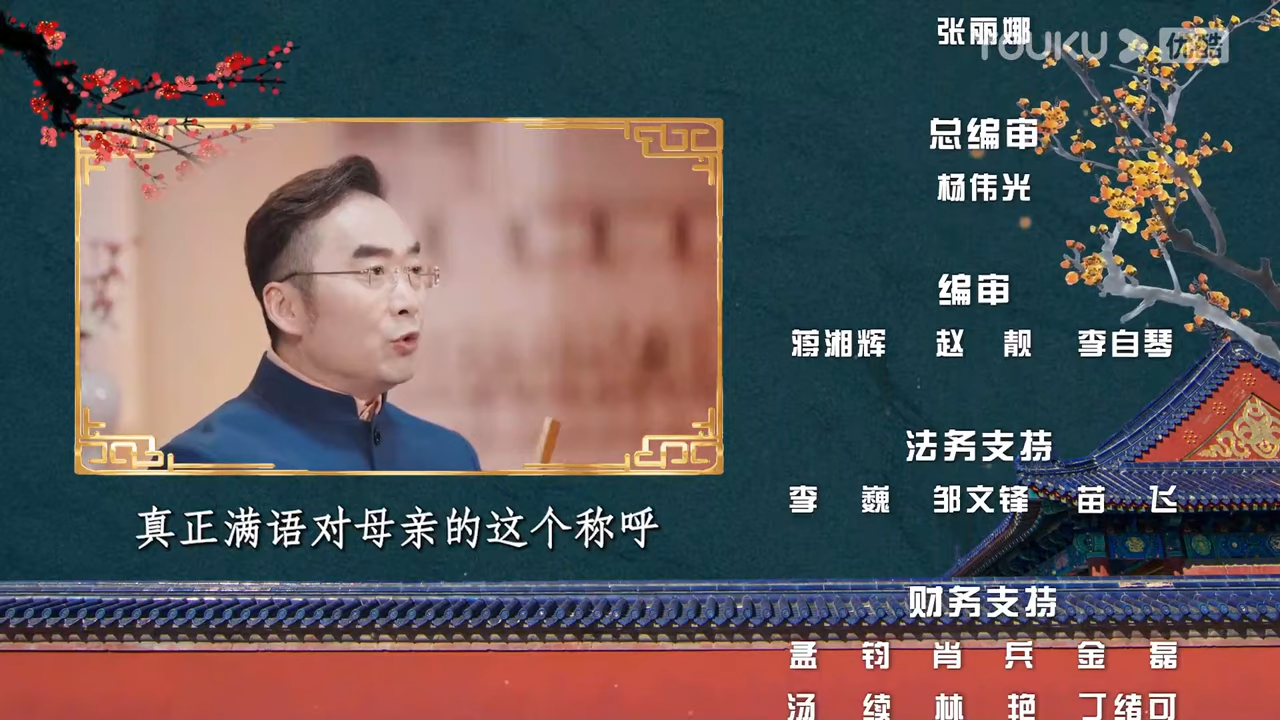 张丽娜
YOUKU 优酷
总编审
杨伟光
编审
蒋湘辉 赵靓 李自琴
法务支持
李巍 邹文锋 苗飞
真正满语对母亲的这个称呼
财务支持
孟钧 肖兵 金磊
汤续 林艳 丁绪可